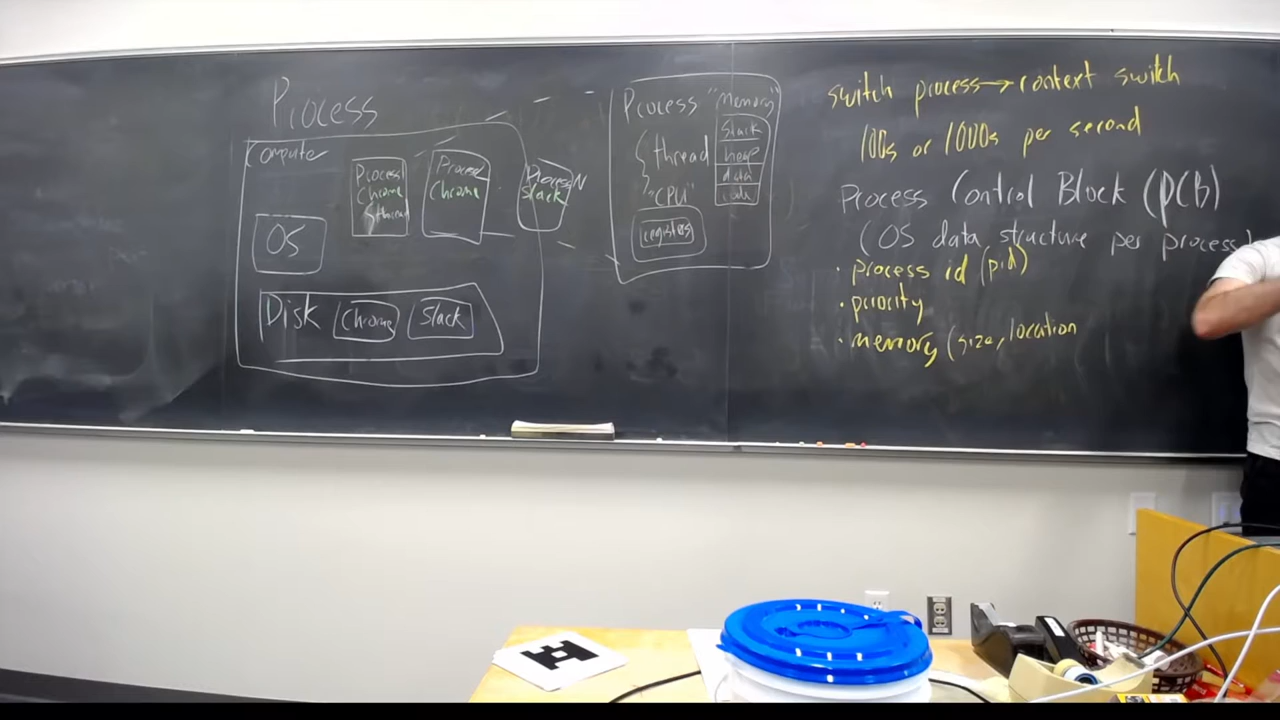 Process
Computer
Process1
Chrome
thread
Process
Chrome
Process N
Slack
OS
Disk
Chrome
Slack
Process
"Memory"
stack
heap
data
code
thread
"CPU"
registers
switch process→context switch
100s or 1000s per second
Process Control Block (PCB)
(OS data structure per process)
• process id (pid)
• priority
• memory (size, location